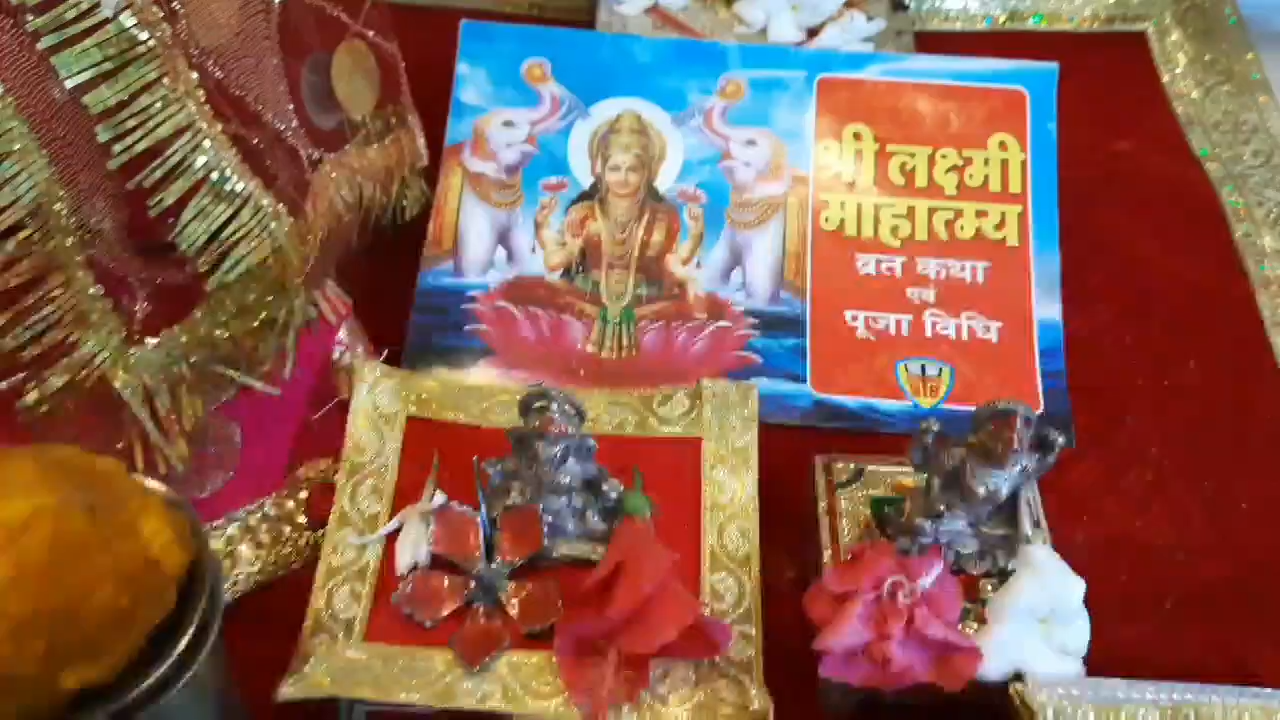 श्री लक्ष्मी
माहात्म्य
व्रत कथा
एवं
पूजा विधि